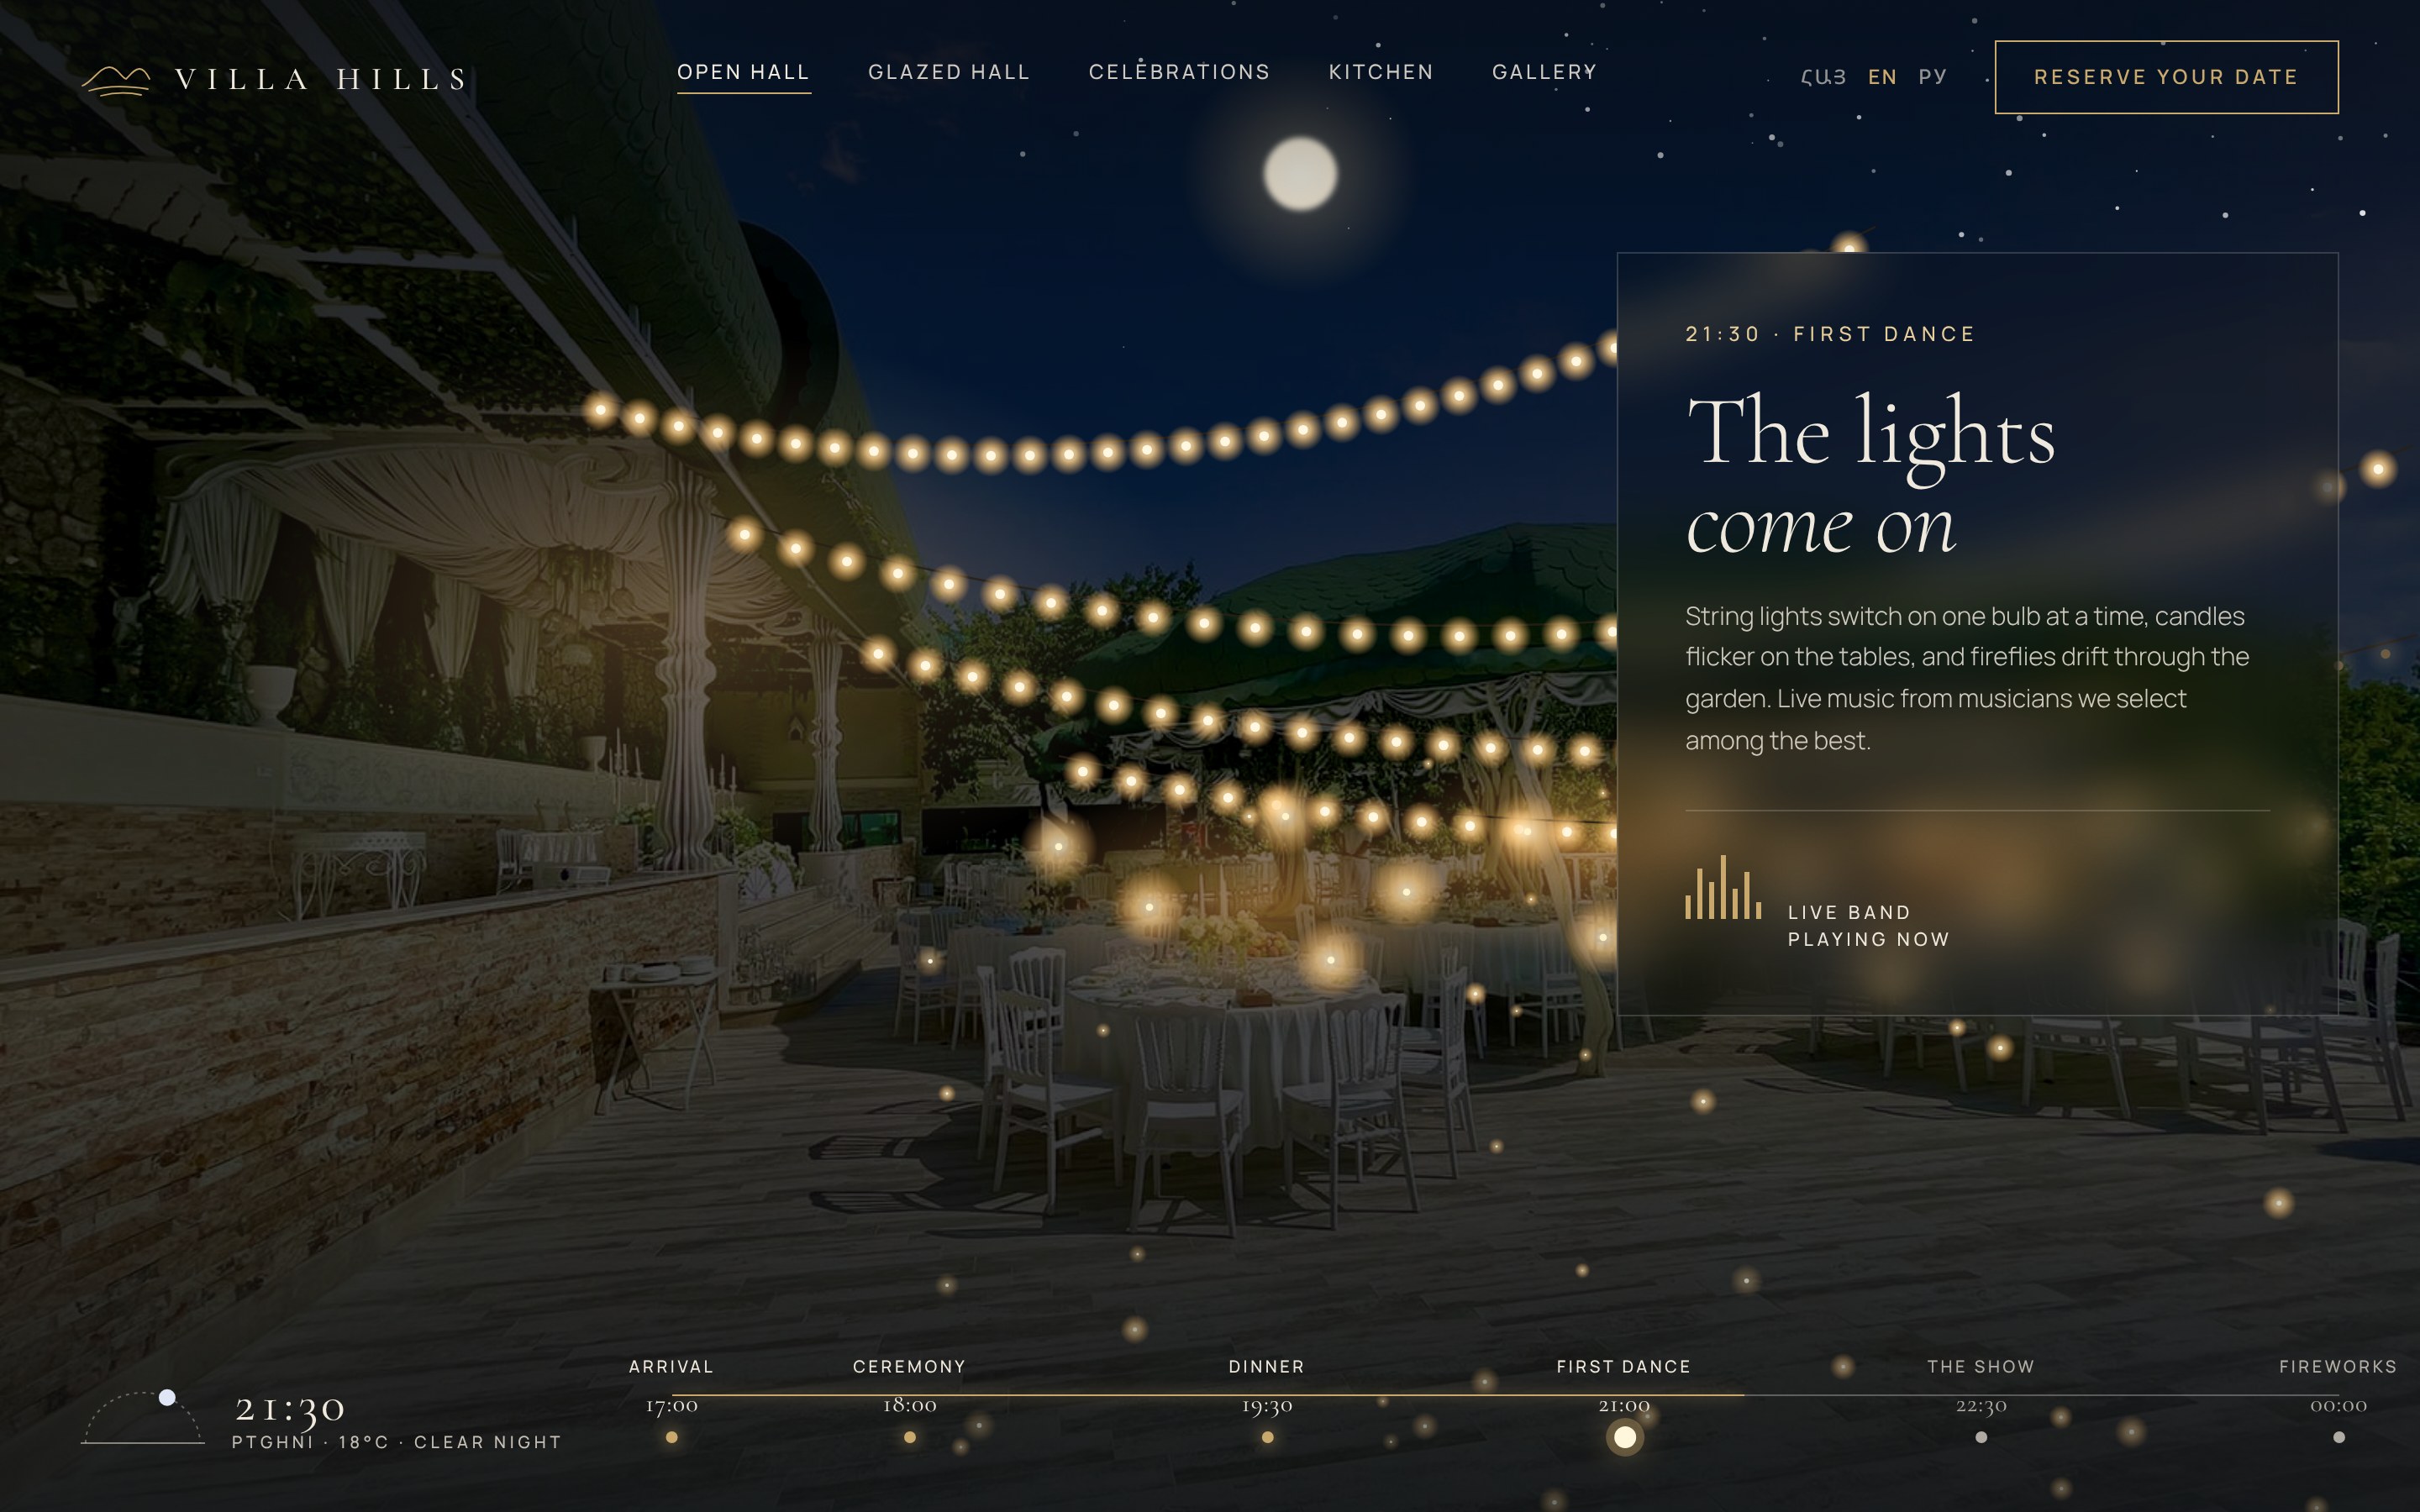 VILLA HILLS
OPEN HALL
GLAZED HALL
CELEBRATIONS
KITCHEN
GALLERY
ՀԱՅ EN РУ
RESERVE YOUR DATE
21:30 · FIRST DANCE
The lights
come on
String lights switch on one bulb at a time, candles
flicker on the tables, and fireflies drift through the
garden. Live music from musicians we select
among the best.
LIVE BAND
PLAYING NOW
21:30
PTGHNI · 18°C · CLEAR NIGHT
ARRIVAL
17:00
CEREMONY
18:00
DINNER
19:30
FIRST DANCE
21:00
THE SHOW
22:30
FIREWORKS
00:00